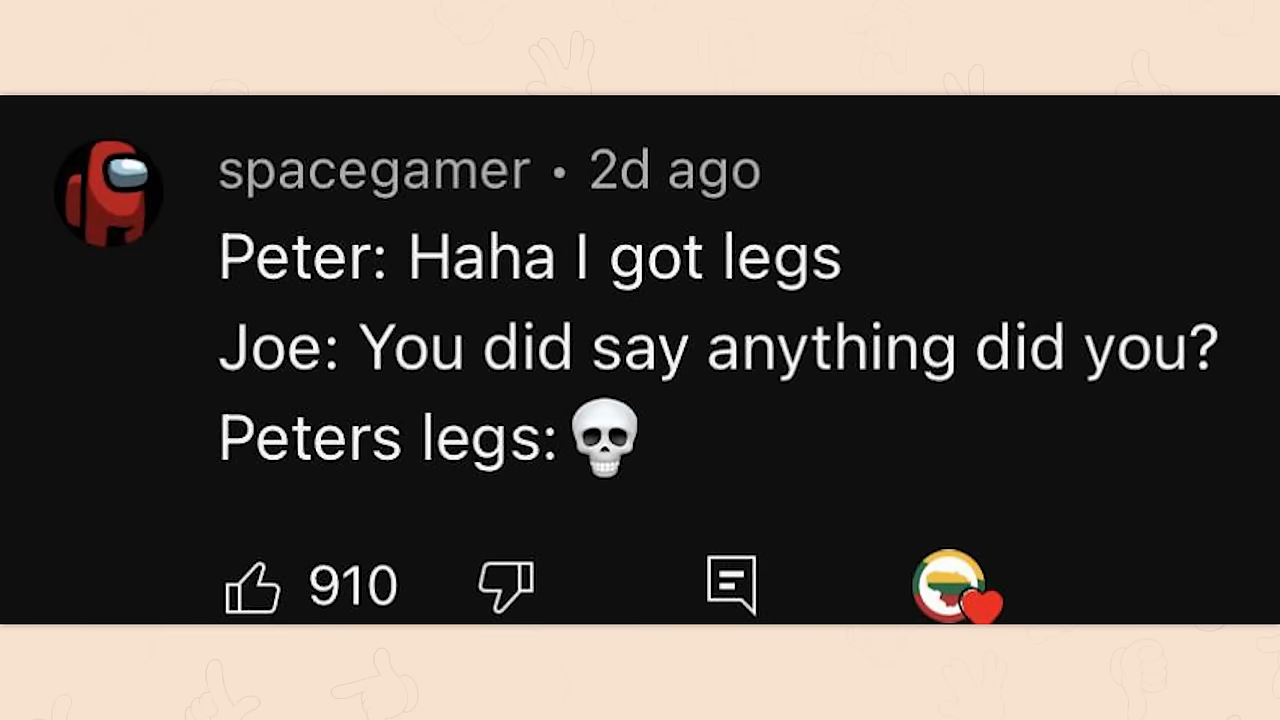 spacegamer • 2d ago
Peter: Haha I got legs
Joe: You did say anything did you?
Peters legs: 💀
910